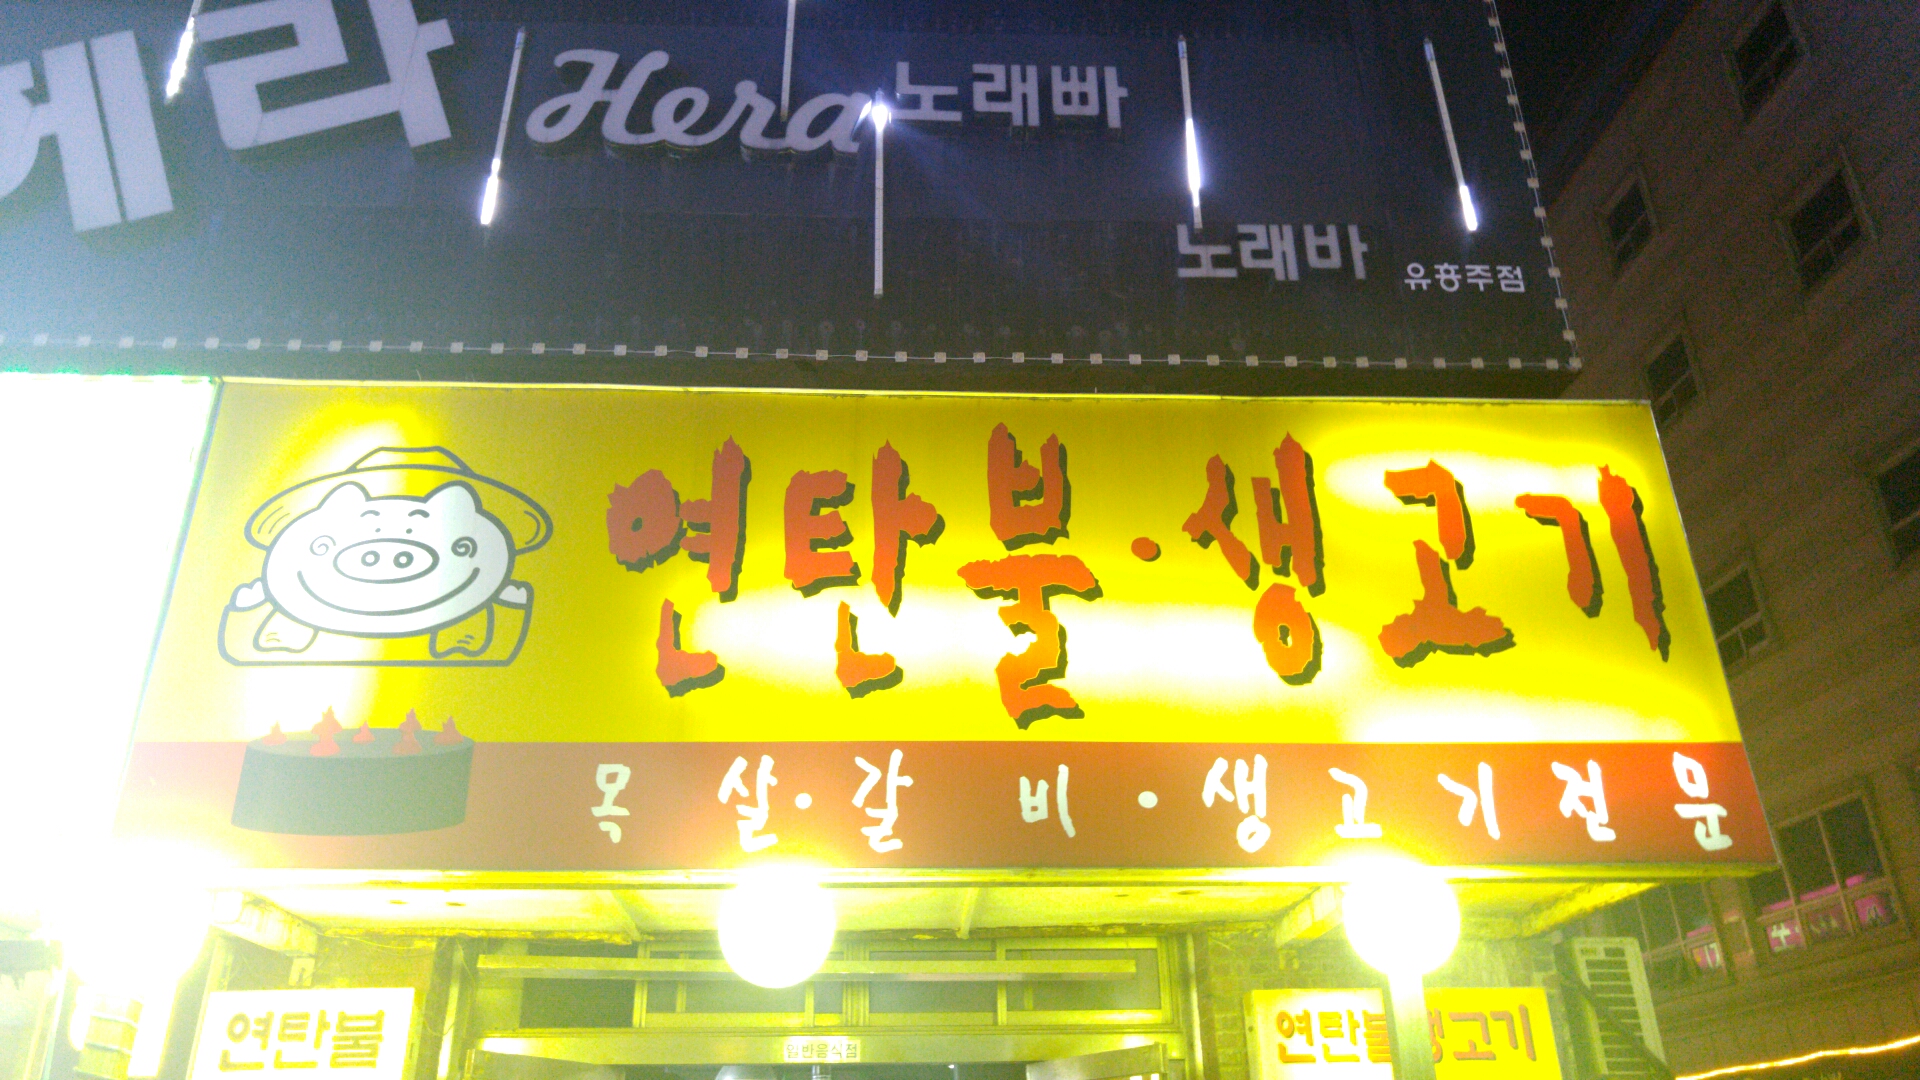 헤라 Hera 노래빠
노래바 유흥주점
연탄불·생고기
목살·갈비·생고기전문
연탄불
일반음식점
연탄불 생고기